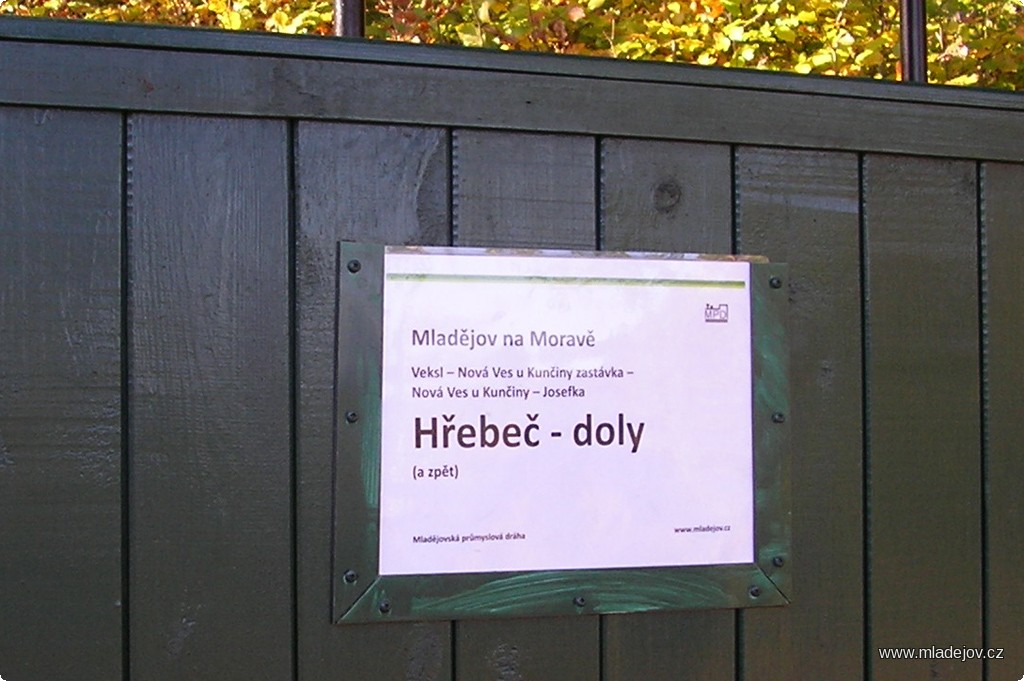 MPD
Mladějov na Moravě
Veksl – Nová Ves u Kunčiny zastávka –
Nová Ves u Kunčiny – Josefka
Hřebeč - doly
(a zpět)
Mladějovská průmyslová dráha
www.mladejov.cz
www.mladejov.cz